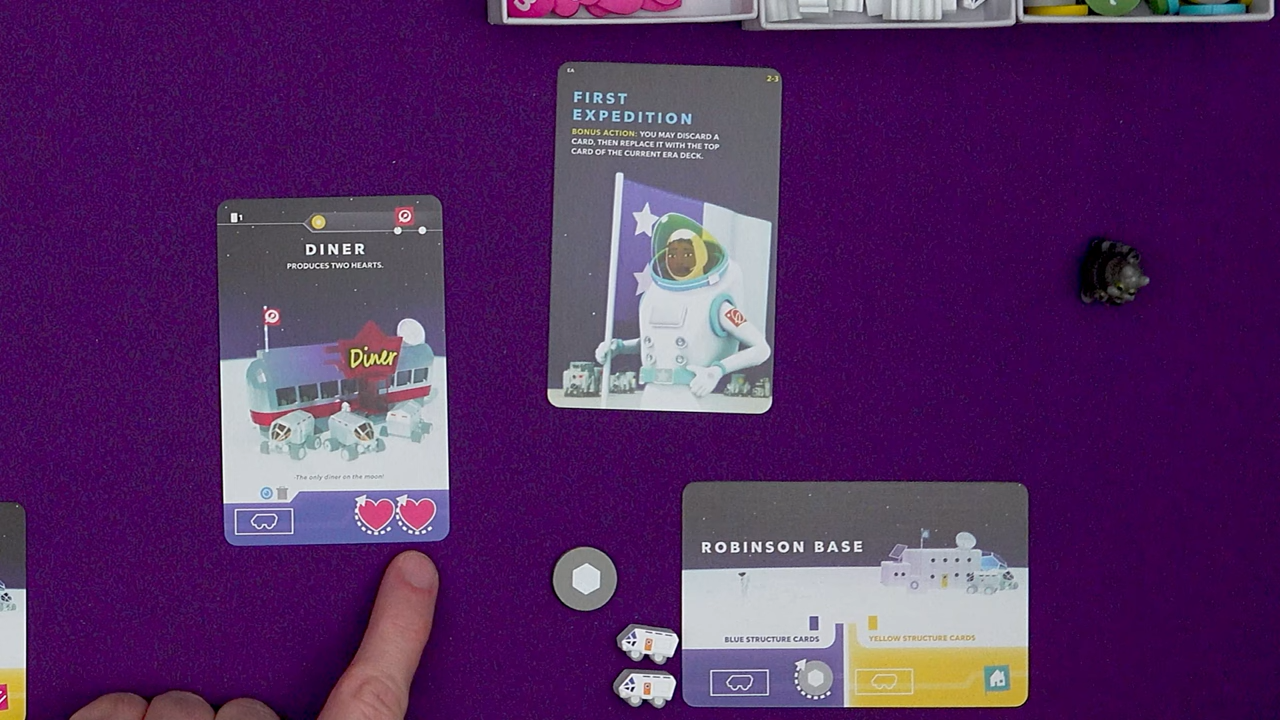 EA
2-3
FIRST
EXPEDITION
BONUS ACTION: YOU MAY DISCARD A
CARD, THEN REPLACE IT WITH THE TOP
CARD OF THE CURRENT ERA DECK.
1
DINER
PRODUCES TWO HEARTS.
Diner
The only diner on the moon!
ROBINSON BASE
BLUE STRUCTURE CARDS
YELLOW STRUCTURE CARDS